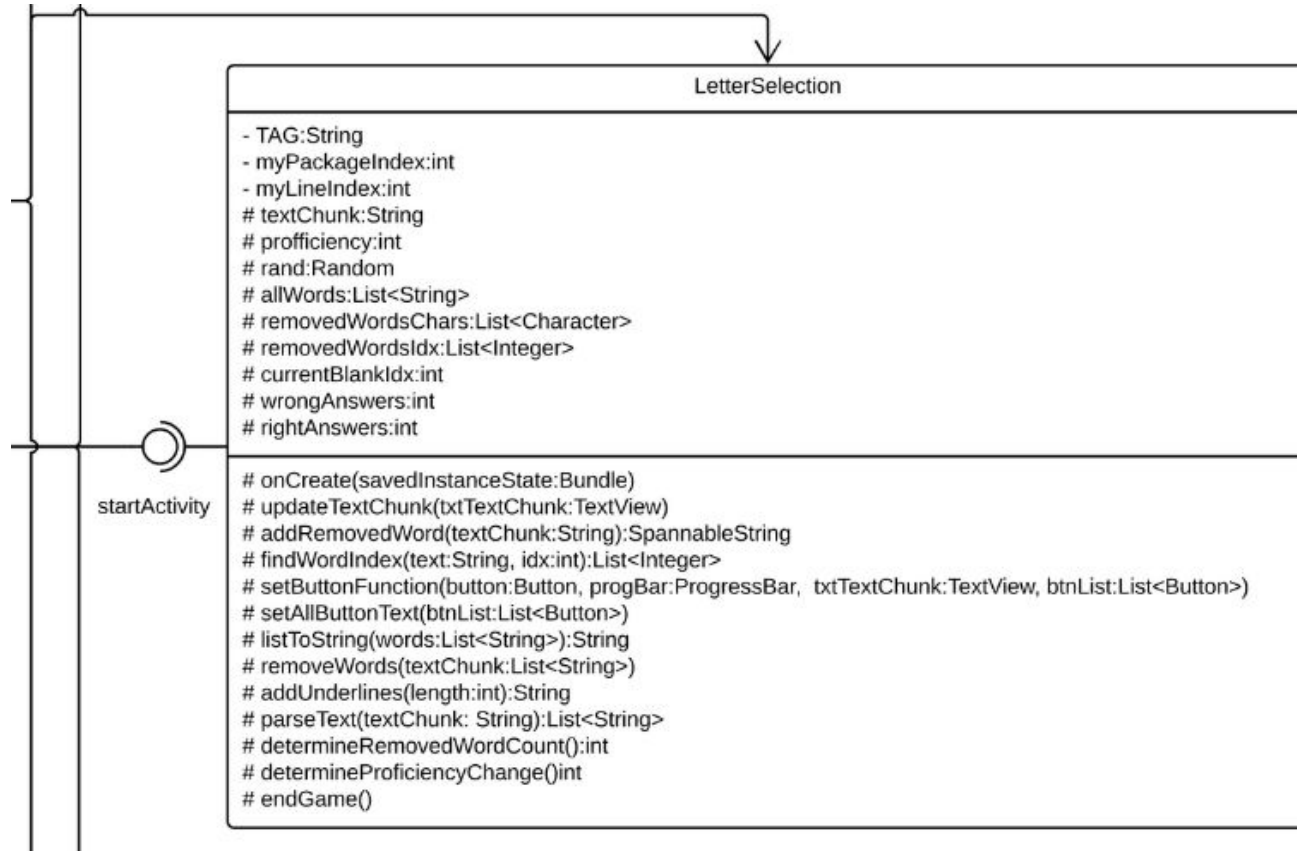 LetterSelection
- TAG:String
- myPackageIndex:int
- myLineIndex:int
# textChunk:String
# profficiency:int
# rand:Random
# allWords:List<String>
# removedWordsChars:List<Character>
# removedWordsIdx:List<Integer>
# currentBlankIdx:int
# wrongAnswers:int
# rightAnswers:int
startActivity
# onCreate(savedInstanceState:Bundle)
# updateTextChunk(txtTextChunk:TextView)
# addRemovedWord(textChunk:String):SpannableString
# findWordIndex(text:String, idx:int):List<Integer>
# setButtonFunction(button:Button, progBar:ProgressBar, txtTextChunk:TextView, btnList:List<Button>)
# setAllButtonText(btnList:List<Button>)
# listToString(words:List<String>):String
# removeWords(textChunk:List<String>)
# addUnderlines(length:int):String
# parseText(textChunk: String):List<String>
# determineRemovedWordCount():int
# determineProficiencyChange()int
# endGame()